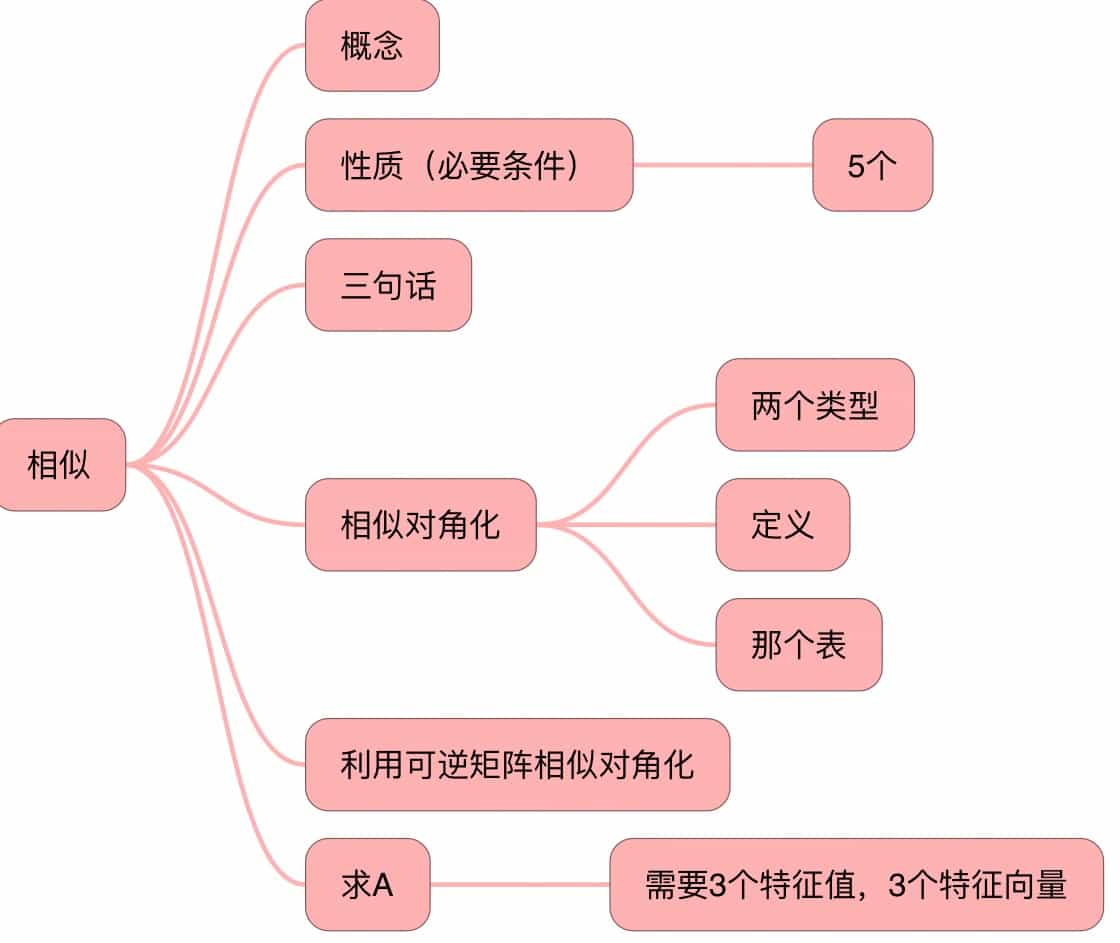 概念
性质（必要条件）
5个
三句话
两个类型
相似
相似对角化
定义
那个表
利用可逆矩阵相似对角化
求A
需要3个特征值，3个特征向量